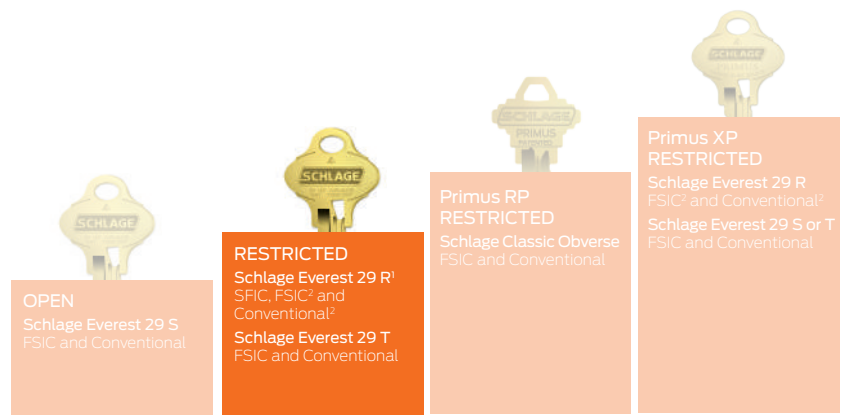 SCHLAGE
OPEN
Schlage Everest 29 S
FSIC and Conventional
SCHLAGE
RESTRICTED
Schlage Everest 29 R¹
SFIC, FSIC² and
Conventional²
Schlage Everest 29 T
FSIC and Conventional
SCHLAGE
PRIMUS
PATENTED
Primus RP
RESTRICTED
Schlage Classic Obverse
FSIC and Conventional
SCHLAGE
PRIMUS
Primus XP
RESTRICTED
Schlage Everest 29 R
FSIC² and Conventional²
Schlage Everest 29 S or T
FSIC and Conventional